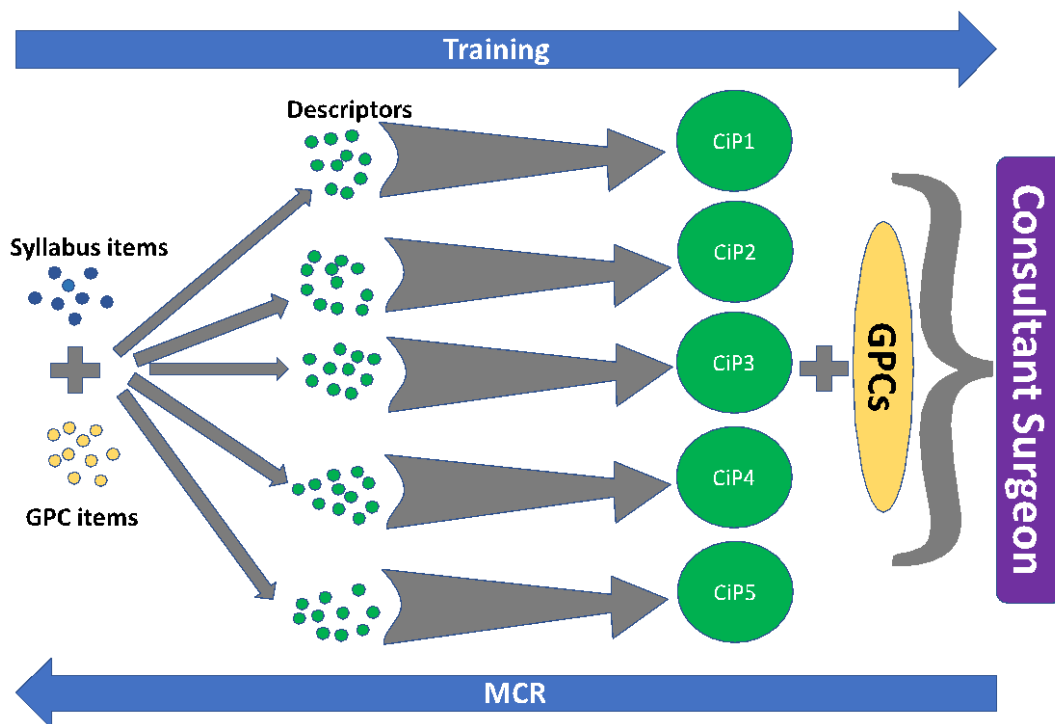 Training
Descriptors
CiP1
Syllabus items
CiP2
CiP3
GPCs
Consultant Surgeon
CiP4
GPC items
CiP5
MCR